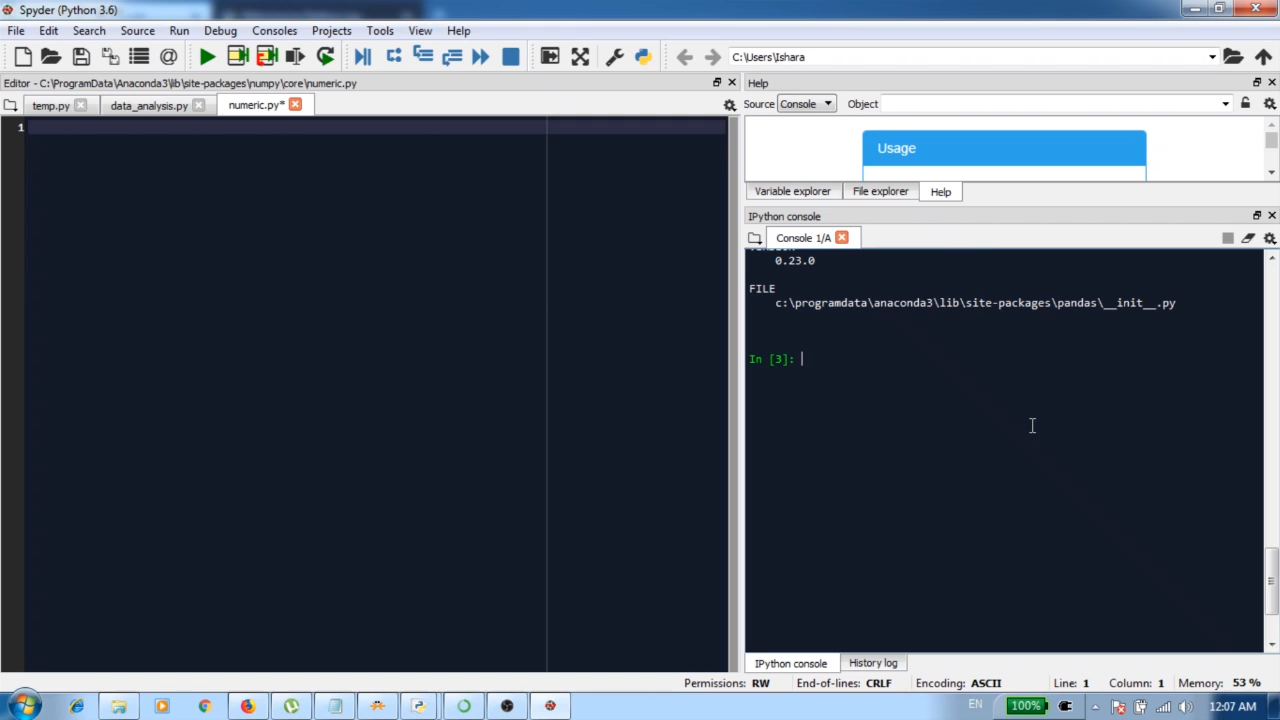 Spyder (Python 3.6)
File Edit Search Source Run Debug Consoles Projects Tools View Help
C:\Users\Ishara
Editor - C:\ProgramData\Anaconda3\lib\site-packages\numpy\core\numeric.py
temp.py data_analysis.py numeric.py*
1
Help
Source Console Object
Usage
Variable explorer File explorer Help
IPython console
Console 1/A
0.23.0
FILE
c:\programdata\anaconda3\lib\site-packages\pandas\__init__.py
In [3]:
IPython console History log
Permissions: RW End-of-lines: CRLF Encoding: ASCII Line: 1 Column: 1 Memory: 53 %
EN 100% 12:07 AM